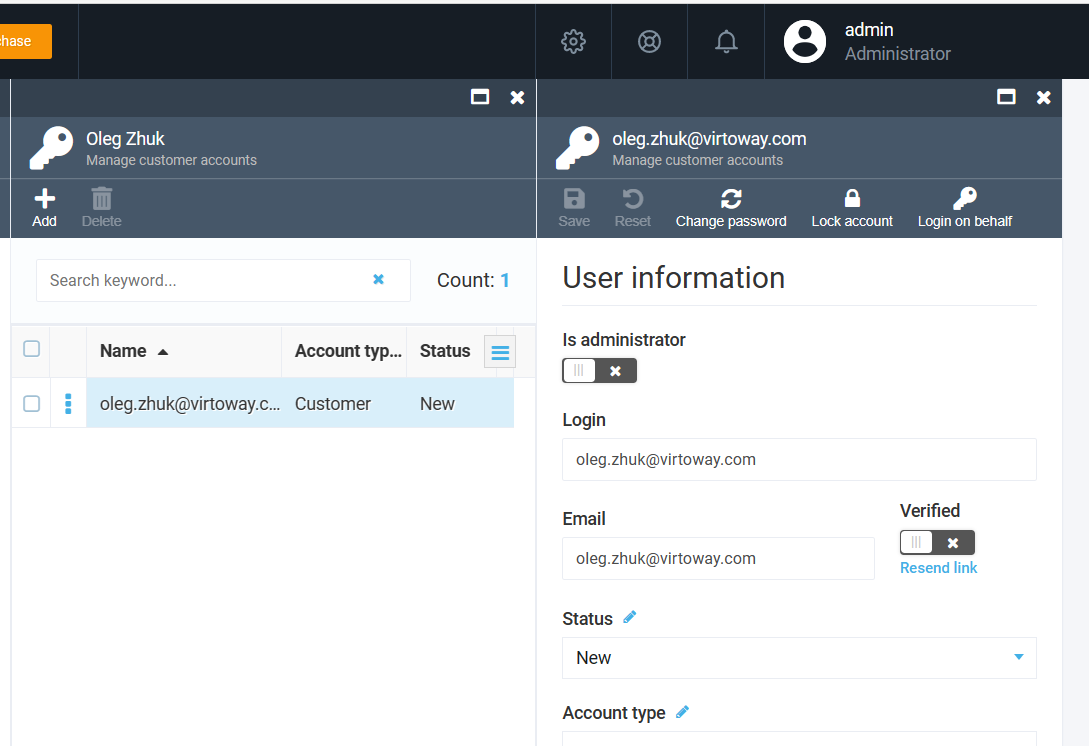 hase
admin
Administrator
Oleg Zhuk
Manage customer accounts
Add
Delete
Search keyword...
Count: 1
Name
Account typ...
Status
oleg.zhuk@virtoway.c...
Customer
New
oleg.zhuk@virtoway.com
Manage customer accounts
Save
Reset
Change password
Lock account
Login on behalf
User information
Is administrator
Login
oleg.zhuk@virtoway.com
Email
Verified
oleg.zhuk@virtoway.com
Resend link
Status
New
Account type